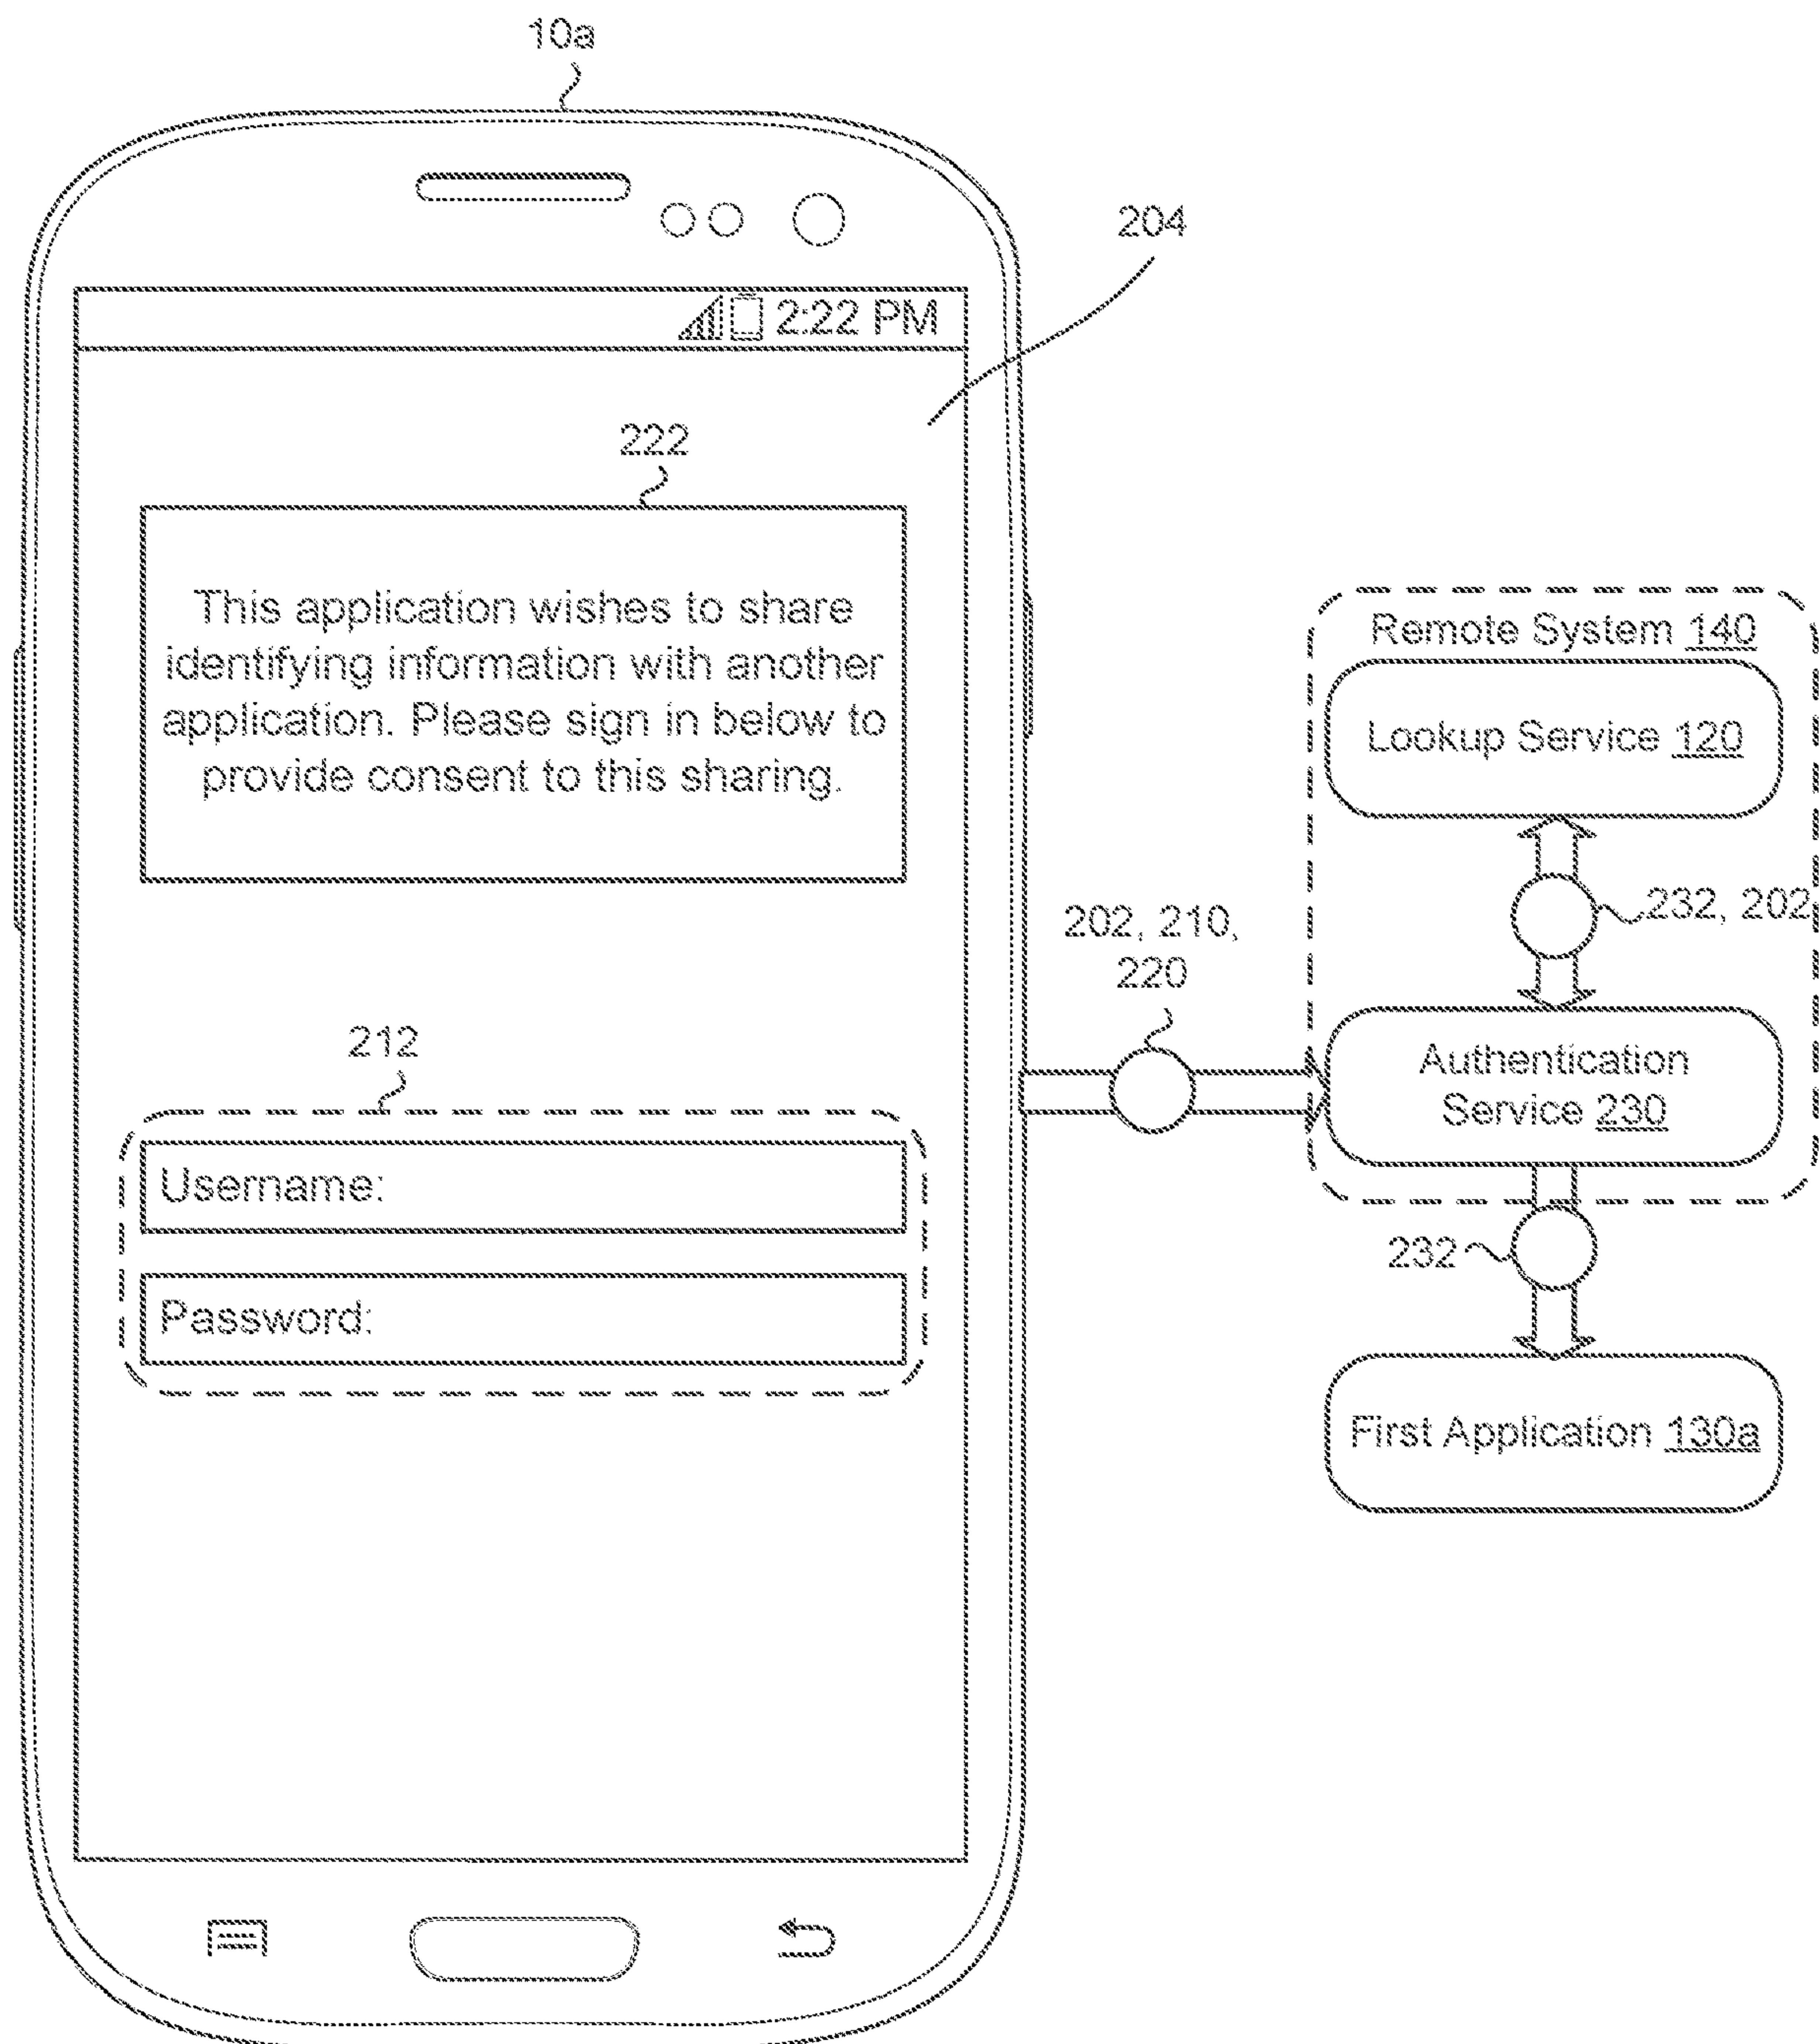 10a
204
2:22 PM
222
This application wishes to share
identifying information with another
application. Please sign in below to
provide consent to this sharing.
Remote System 140
Lookup Service 120
232, 202
202, 210,
220
212
Authentication
Service 230
Username:
232
Password:
First Application 130a